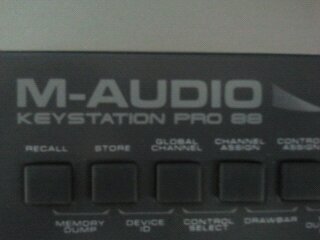 M-AUDIO
KEYSTATION PRO 88
RECALL STORE GLOBAL CHANNEL CHANNEL ASSIGN
MEMORY DUMP DEVICE ID CONTROL SELECT DRAWBAR